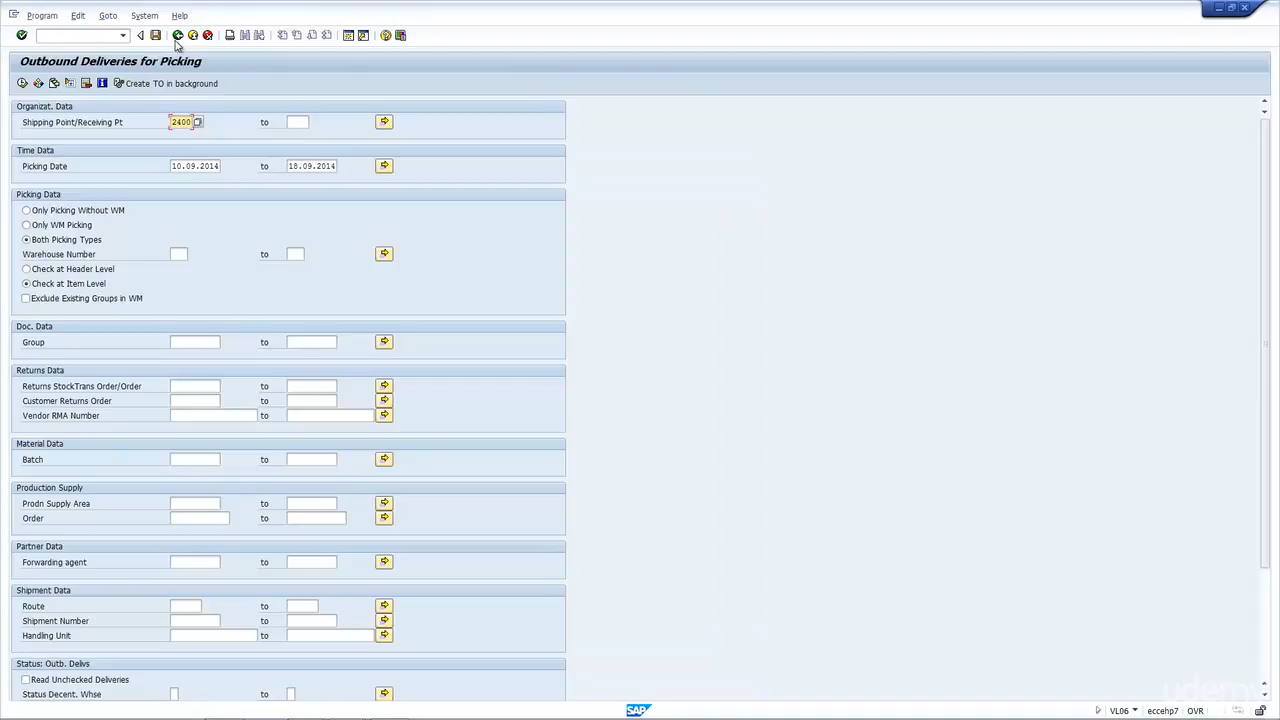 Program Edit Goto System Help
Outbound Deliveries for Picking
Create TO in background
Organizat. Data
Shipping Point/Receiving Pt 2400 to
Time Data
Picking Date 10.09.2014 to 18.09.2014
Picking Data
Only Picking Without WM
Only WM Picking
Both Picking Types
Warehouse Number to
Check at Header Level
Check at Item Level
Exclude Existing Groups in WM
Doc. Data
Group to
Returns Data
Returns StockTrans Order/Order to
Customer Returns Order to
Vendor RMA Number to
Material Data
Batch to
Production Supply
Prodn Supply Area to
Order to
Partner Data
Forwarding agent to
Shipment Data
Route to
Shipment Number to
Handling Unit to
Status: Outb. Delivs
Read Unchecked Deliveries
Status Decent. Whse to
udemy
SAP VL06 eccehp7 OVR